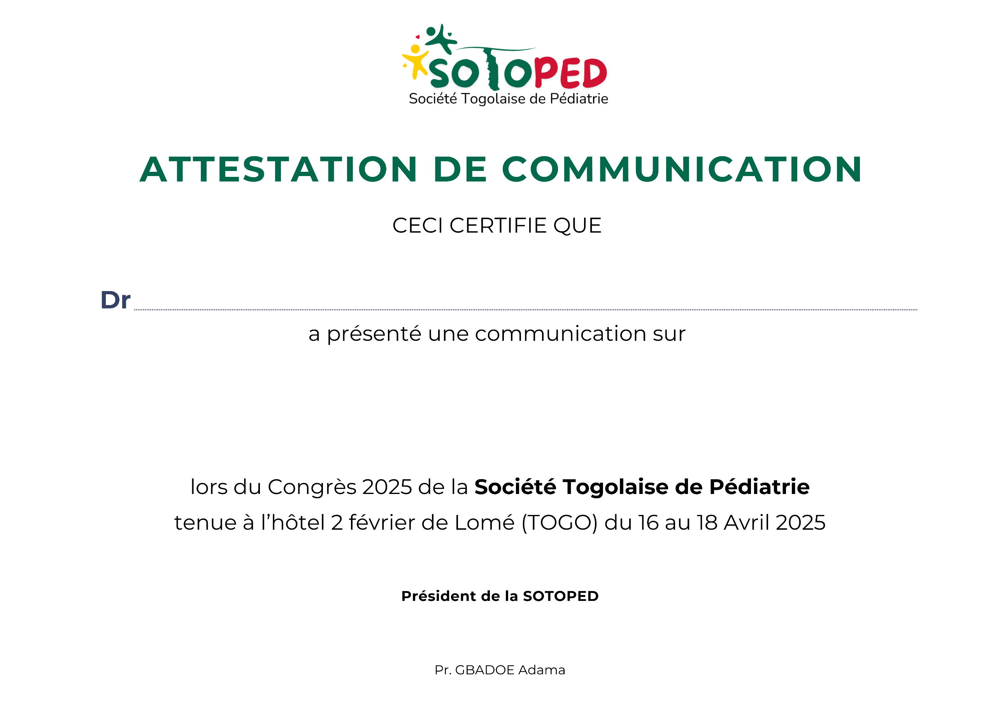 SOTOPED
Société Togolaise de Pédiatrie
ATTESTATION DE COMMUNICATION
CECI CERTIFIE QUE
Dr
a présenté une communication sur
lors du Congrès 2025 de la Société Togolaise de Pédiatrie
tenue à l’hôtel 2 février de Lomé (TOGO) du 16 au 18 Avril 2025
Président de la SOTOPED
Pr. GBADOE Adama